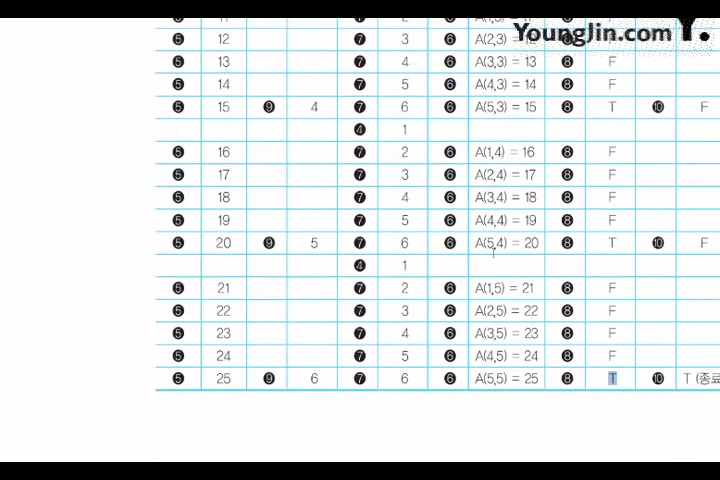 YoungJin.com Y.
❺ 12 ❼ 3 ❻ A(2,3) = 12 ❽ F
❺ 13 ❼ 4 ❻ A(3,3) = 13 ❽ F
❺ 14 ❼ 5 ❻ A(4,3) = 14 ❽ F
❺ 15 ❾ 4 ❼ 6 ❻ A(5,3) = 15 ❽ T ❿ F
❹ 1
❺ 16 ❼ 2 ❻ A(1,4) = 16 ❽ F
❺ 17 ❼ 3 ❻ A(2,4) = 17 ❽ F
❺ 18 ❼ 4 ❻ A(3,4) = 18 ❽ F
❺ 19 ❼ 5 ❻ A(4,4) = 19 ❽ F
❺ 20 ❾ 5 ❼ 6 ❻ A(5,4) = 20 ❽ T ❿ F
❹ 1
❺ 21 ❼ 2 ❻ A(1,5) = 21 ❽ F
❺ 22 ❼ 3 ❻ A(2,5) = 22 ❽ F
❺ 23 ❼ 4 ❻ A(3,5) = 23 ❽ F
❺ 24 ❼ 5 ❻ A(4,5) = 24 ❽ F
❺ 25 ❾ 6 ❼ 6 ❻ A(5,5) = 25 ❽ T ❿ T (종료